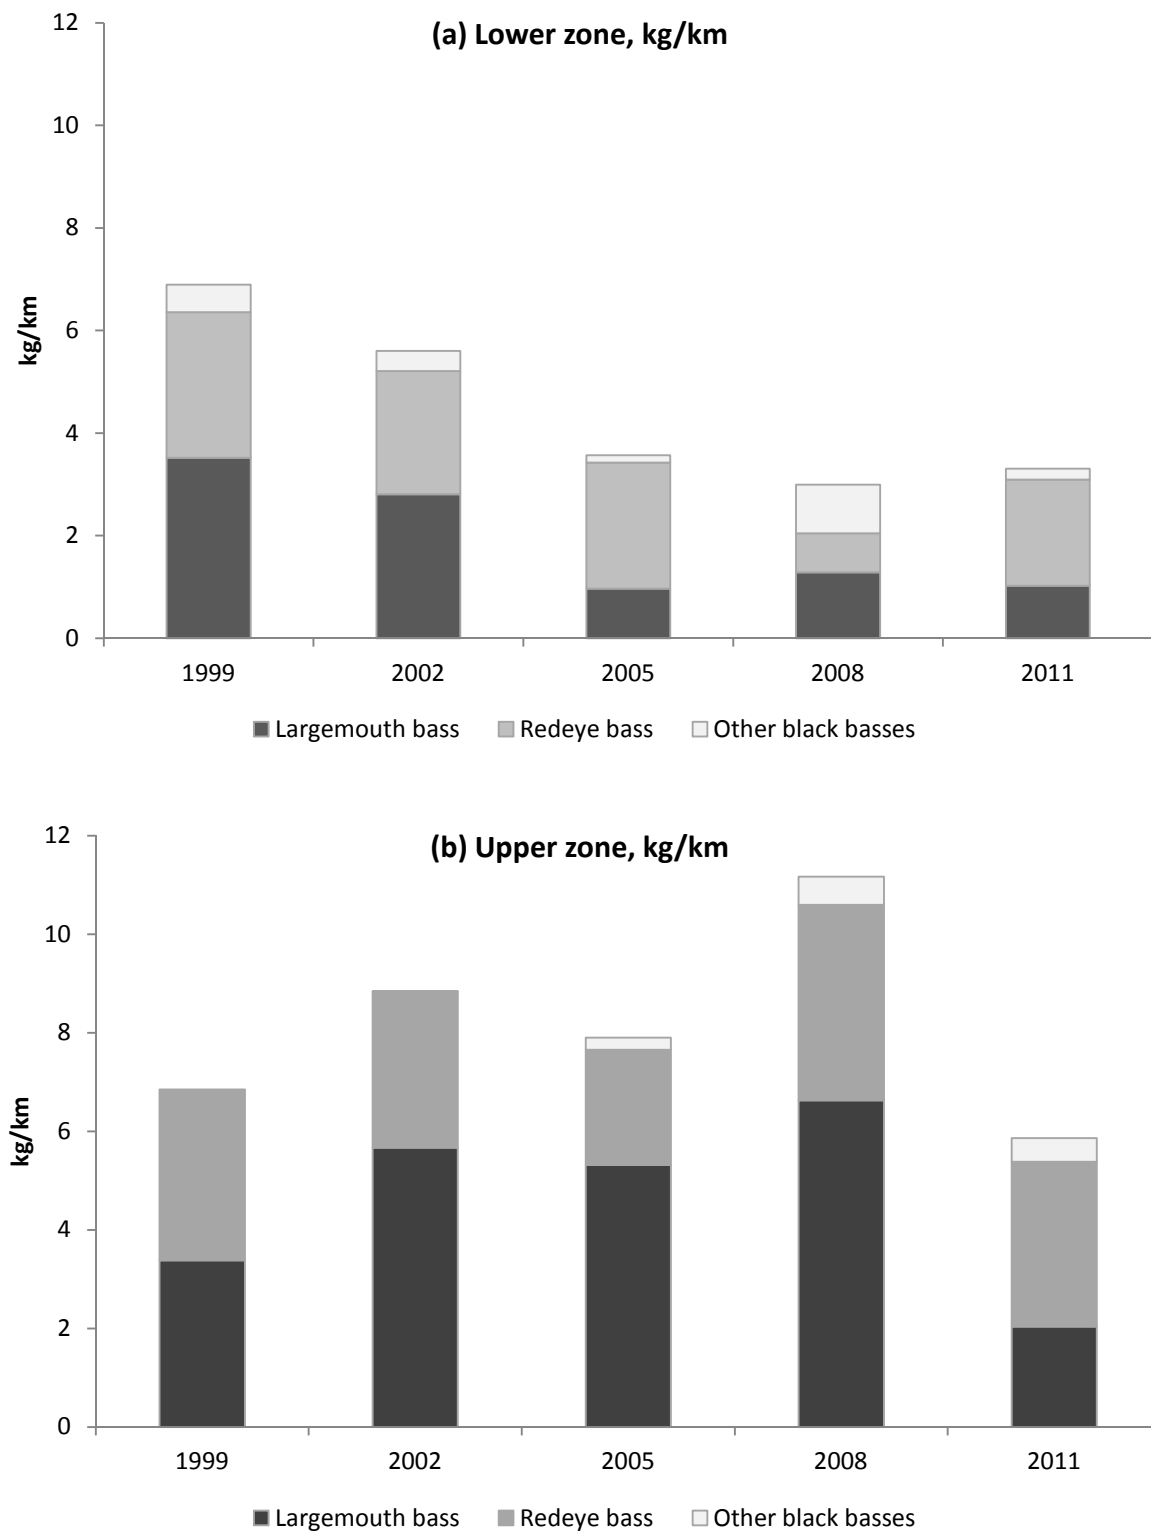 (a) Lower zone, kg/km
12
10
8
6
4
2
0
kg/km
1999 2002 2005 2008 2011
Largemouth bass Redeye bass Other black basses
(b) Upper zone, kg/km
12
10
8
6
4
2
0
kg/km
1999 2002 2005 2008 2011
Largemouth bass Redeye bass Other black basses